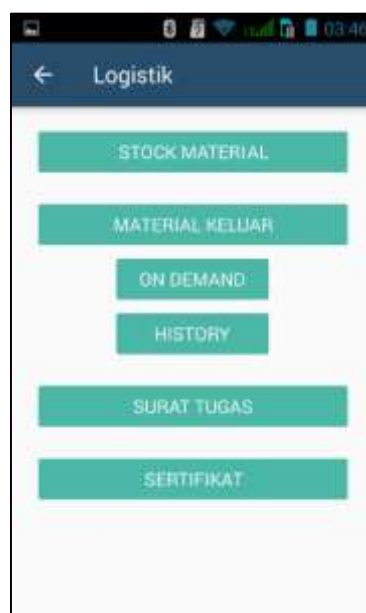 03:46
Logistik
STOCK MATERIAL
MATERIAL KELUAR
ON DEMAND
HISTORY
SURAT TUGAS
SERTIFIKAT